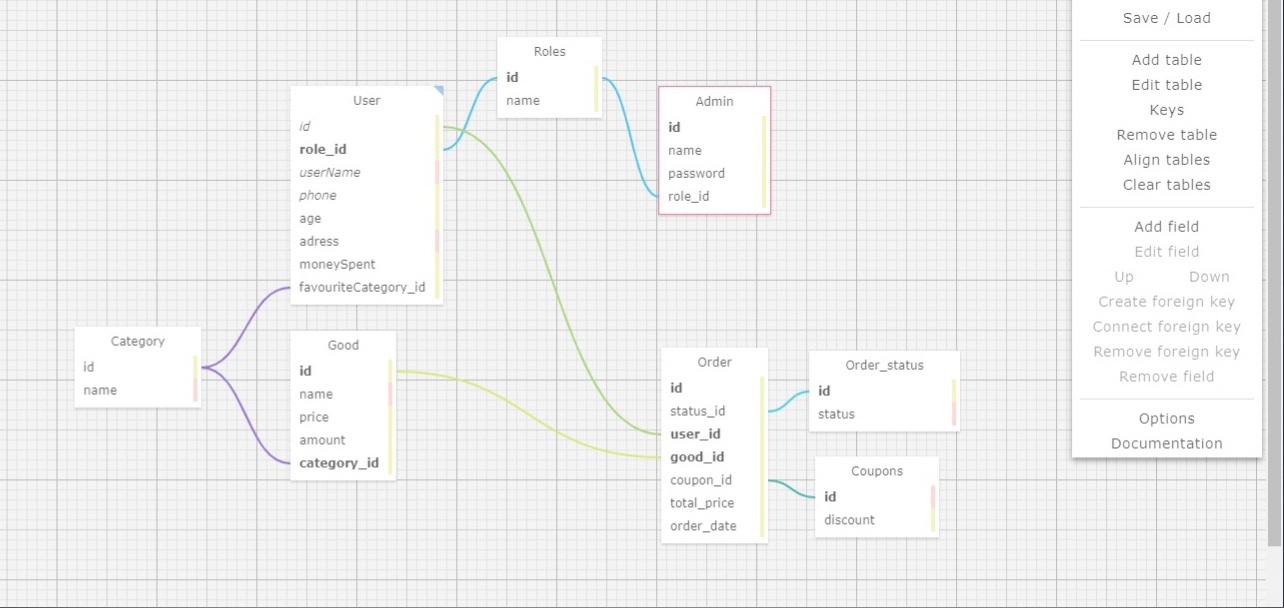 Roles
id
name
User
id
role_id
userName
phone
age
adress
moneySpent
favouriteCategory_id
Admin
id
name
password
role_id
Category
id
name
Good
id
name
price
amount
category_id
Order
id
status_id
user_id
good_id
coupon_id
total_price
order_date
Order_status
id
status
Coupons
id
discount
Save / Load
Add table
Edit table
Keys
Remove table
Align tables
Clear tables
Add field
Edit field
Up Down
Create foreign key
Connect foreign key
Remove foreign key
Remove field
Options
Documentation